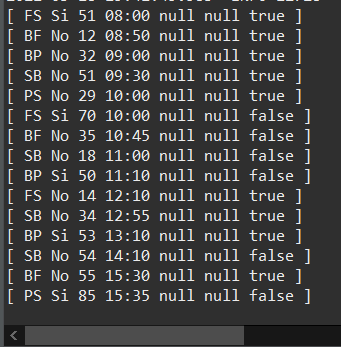 [ FS Si 51 08:00 null null true ]
[ BF No 12 08:50 null null true ]
[ BP No 32 09:00 null null true ]
[ SB No 51 09:30 null null true ]
[ PS No 29 10:00 null null true ]
[ FS Si 70 10:00 null null false ]
[ BF No 35 10:45 null null false ]
[ SB No 18 11:00 null null false ]
[ BP Si 50 11:10 null null false ]
[ FS No 14 12:10 null null true ]
[ SB No 34 12:55 null null true ]
[ BP Si 53 13:10 null null true ]
[ SB No 54 14:10 null null false ]
[ BF No 55 15:30 null null true ]
[ PS Si 85 15:35 null null false ]